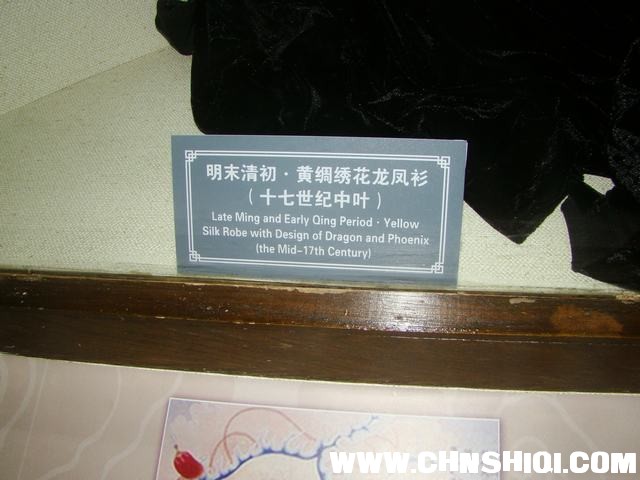 明末清初·黄绸绣花龙凤衫
（十七世纪中叶）
Late Ming and Early Qing Period · Yellow
Silk Robe with Design of Dragon and Phoenix
(the Mid-17th Century)
WWW.CHNSHIQI.COM